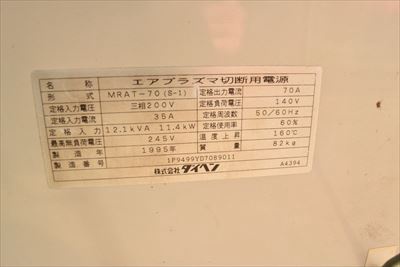 名 称 エアプラズマ切断用電源
形 式 MRAT-70 (S-1) 定格出力電流 70A
定格入力電圧 三相200V 定格負荷電圧 140V
定格入力電流 35A 定格周波数 50/60Hz
定 格 入 力 12.1kVA 11.4kW 定格使用率 60%
最高無負荷電圧 245V 温 度 上 昇 160℃
製 造 年 1995年 質 量 82kg
製 造 番 号 1P9499YD7089011
株式会社 ダイヘン A4394